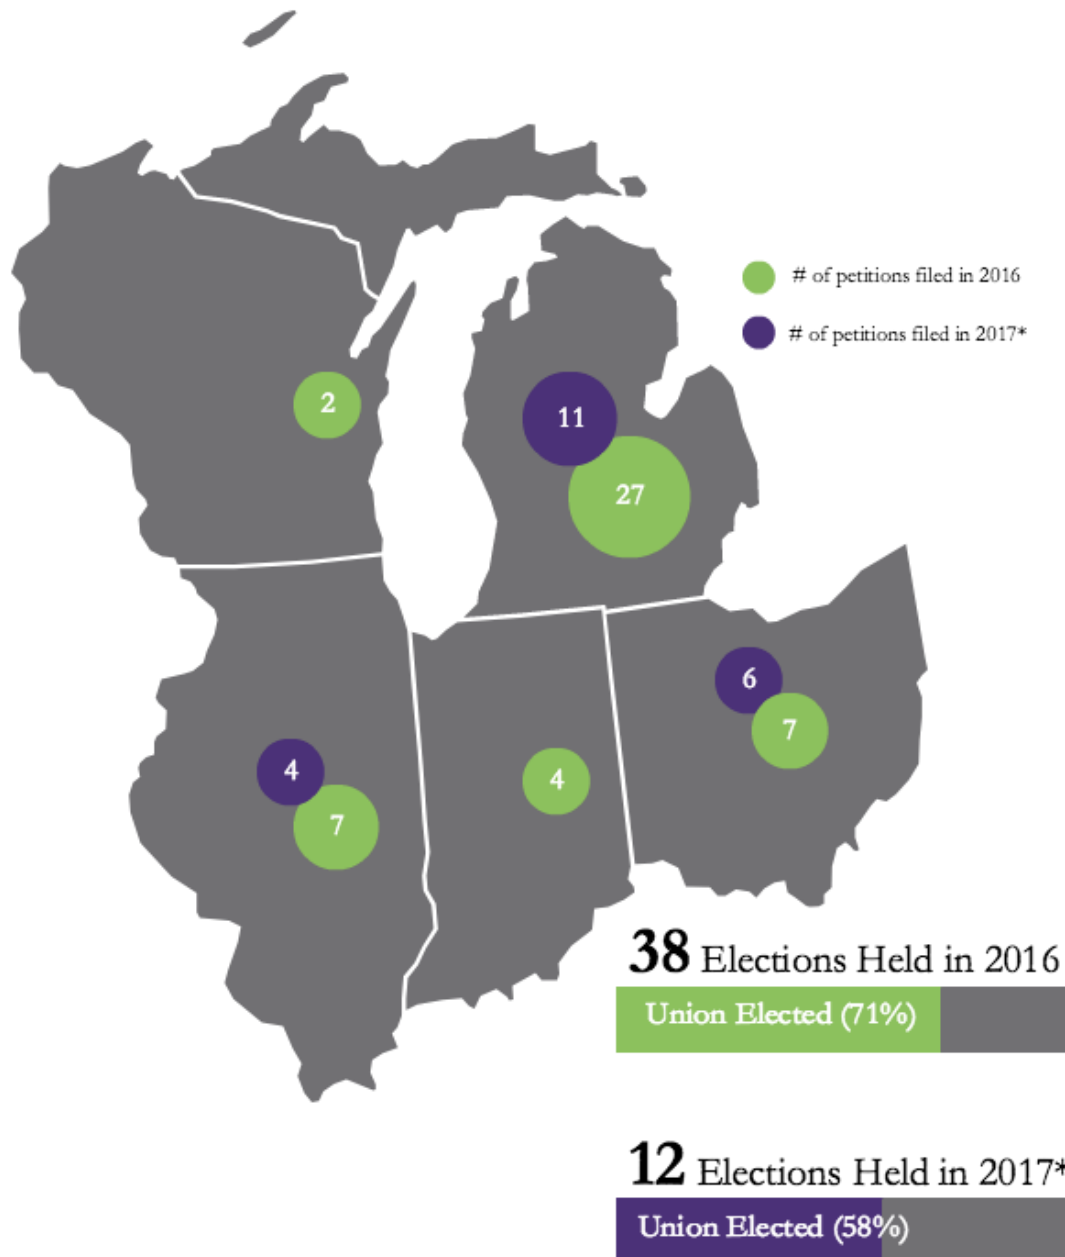 # of petitions filed in 2016
# of petitions filed in 2017*
2
11
27
6
7
4
4
7
38 Elections Held in 2016
Union Elected (71%)
12 Elections Held in 2017*
Union Elected (58%)